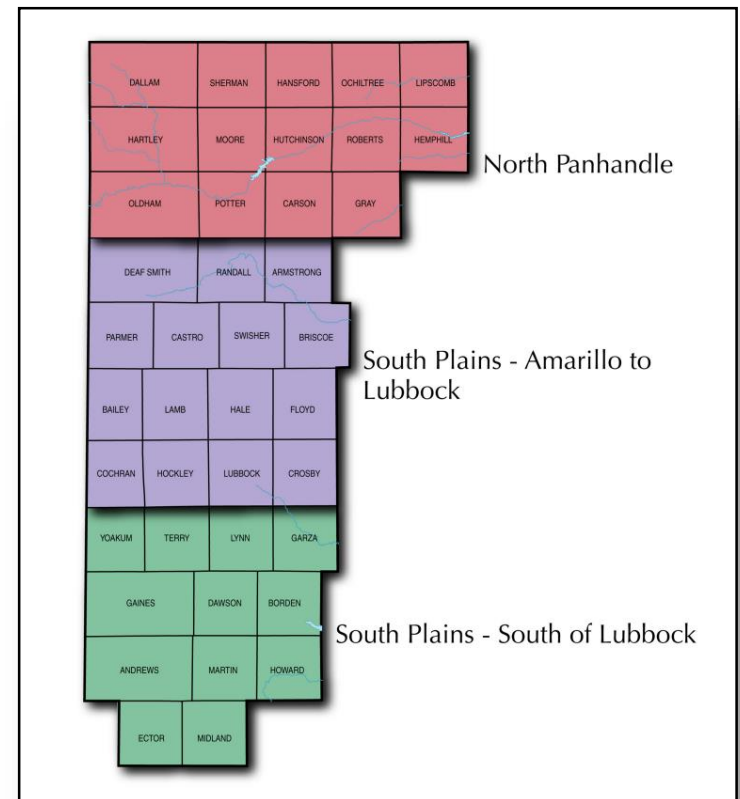 DALLAM SHERMAN HANSFORD OCHILTREE LIPSCOMB
HARTLEY MOORE HUTCHINSON ROBERTS HEMPHILL
North Panhandle
OLDHAM POTTER CARSON GRAY
DEAF SMITH RANDALL ARMSTRONG
PARMER CASTRO SWISHER BRISCOE
South Plains - Amarillo to
Lubbock
BAILEY LAMB HALE FLOYD
COCHRAN HOCKLEY LUBBOCK CROSBY
YOAKUM TERRY LYNN GARZA
GAINES DAWSON BORDEN
South Plains - South of Lubbock
ANDREWS MARTIN HOWARD
ECTOR MIDLAND